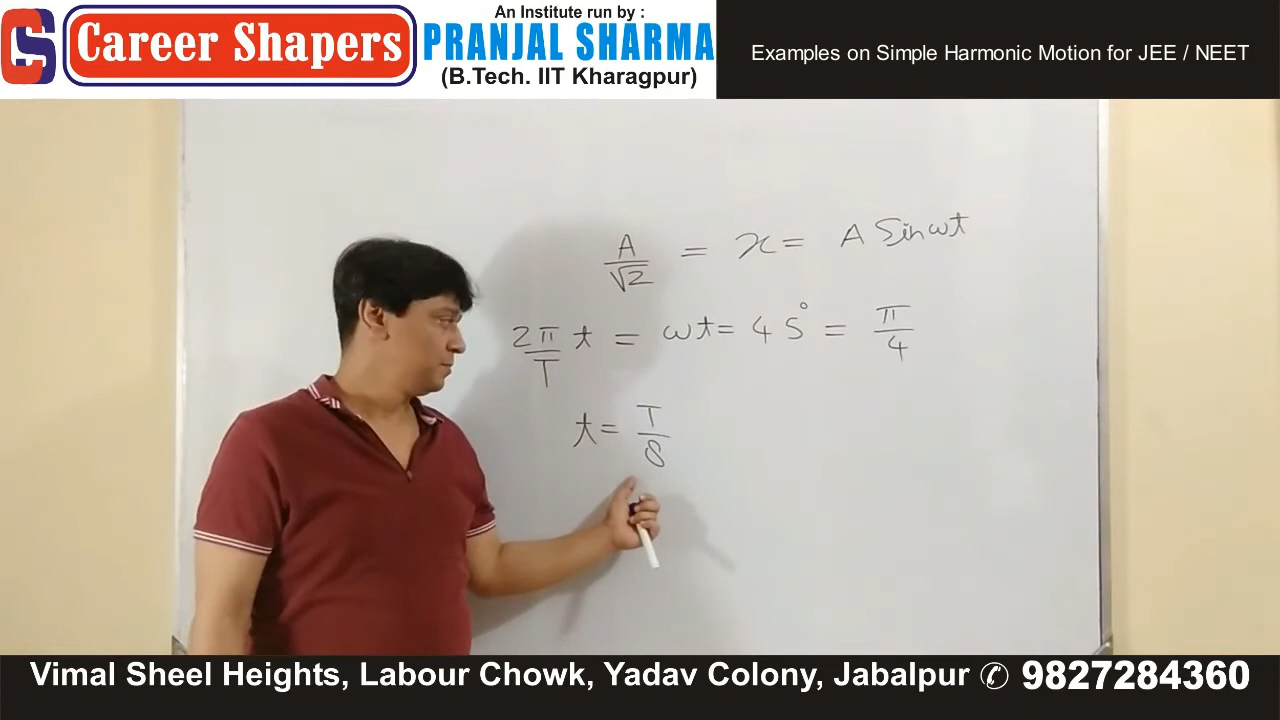 CS Career Shapers
An Institute run by :
PRANJAL SHARMA
(B.Tech. IIT Kharagpur)
Examples on Simple Harmonic Motion for JEE / NEET
A/√2 = x = A Sin ωt
2π/T t = ωt = 45° = π/4
t = T/8
Vimal Sheel Heights, Labour Chowk, Yadav Colony, Jabalpur ✆ 9827284360